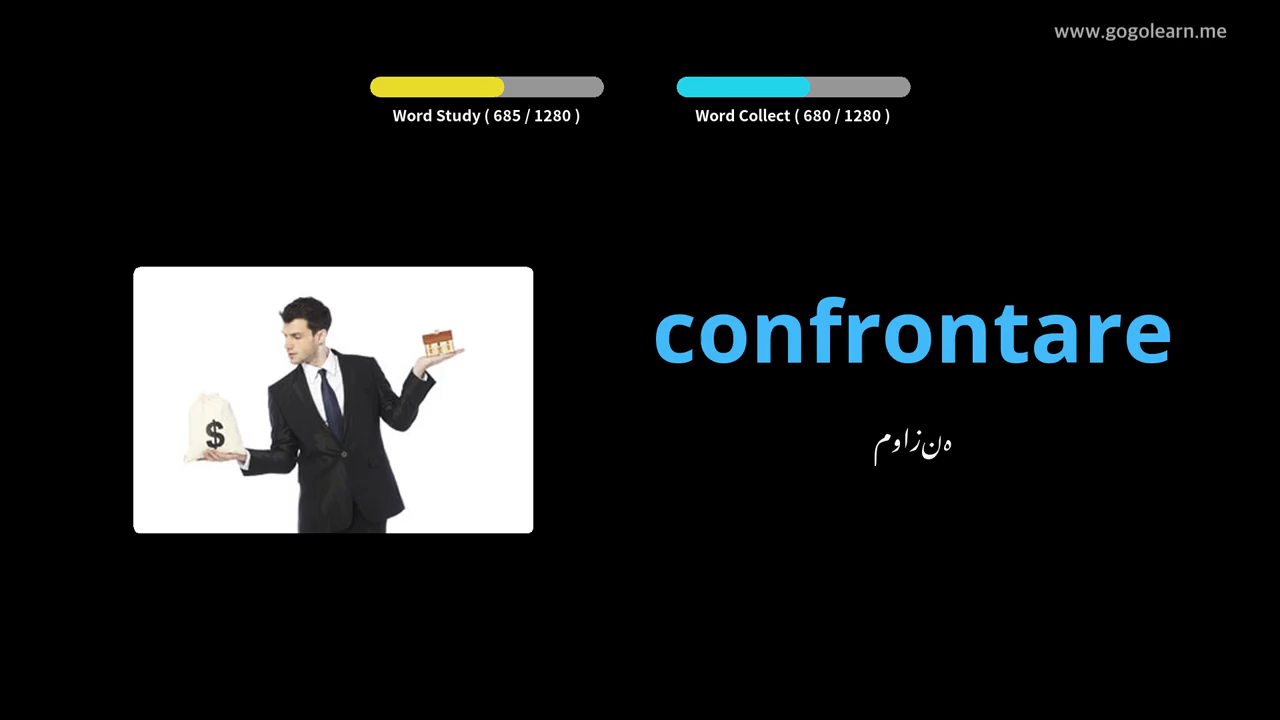 www.gogolearn.me
Word Study ( 685 / 1280 )
Word Collect ( 680 / 1280 )
$
confrontare
موازنہ